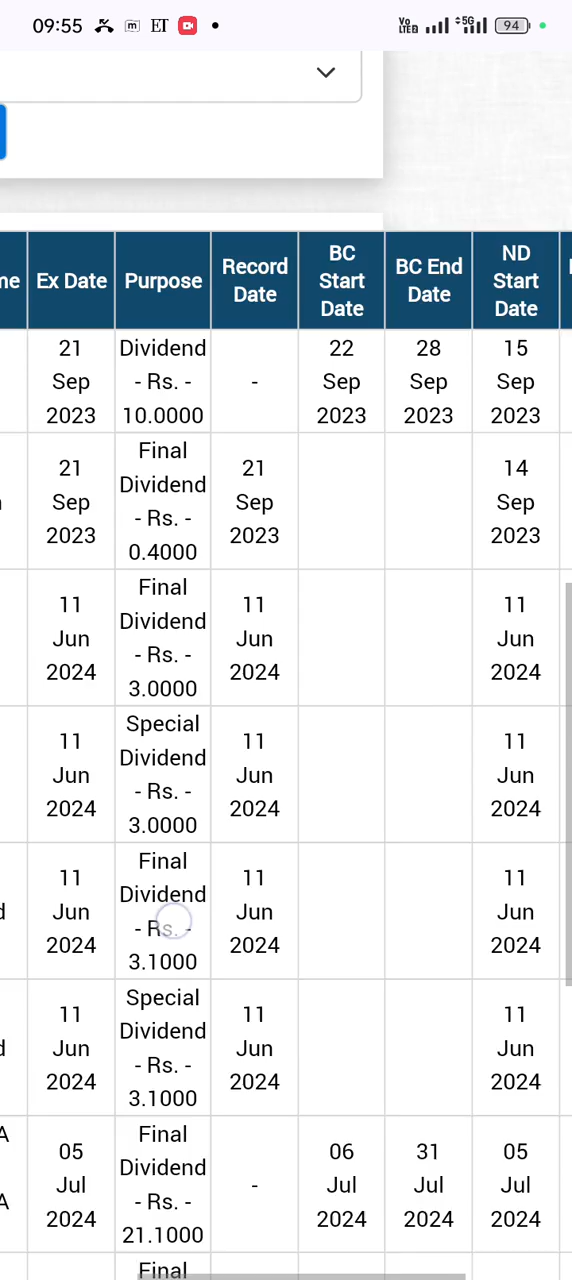 09:55 m ET Vo LTE2 5G 94
me Ex Date Purpose Record Date BC Start Date BC End Date ND Start Date
21 Sep 2023 Dividend - Rs. - 10.0000 - 22 Sep 2023 28 Sep 2023 15 Sep 2023
21 Sep 2023 Final Dividend - Rs. - 0.4000 21 Sep 2023 14 Sep 2023
11 Jun 2024 Final Dividend - Rs. - 3.0000 11 Jun 2024 11 Jun 2024
11 Jun 2024 Special Dividend - Rs. - 3.0000 11 Jun 2024 11 Jun 2024
d 11 Jun 2024 Final Dividend - Rs. - 3.1000 11 Jun 2024 11 Jun 2024
d 11 Jun 2024 Special Dividend - Rs. - 3.1000 11 Jun 2024 11 Jun 2024
A A 05 Jul 2024 Final Dividend - Rs. - 21.1000 - 06 Jul 2024 31 Jul 2024 05 Jul 2024
Final